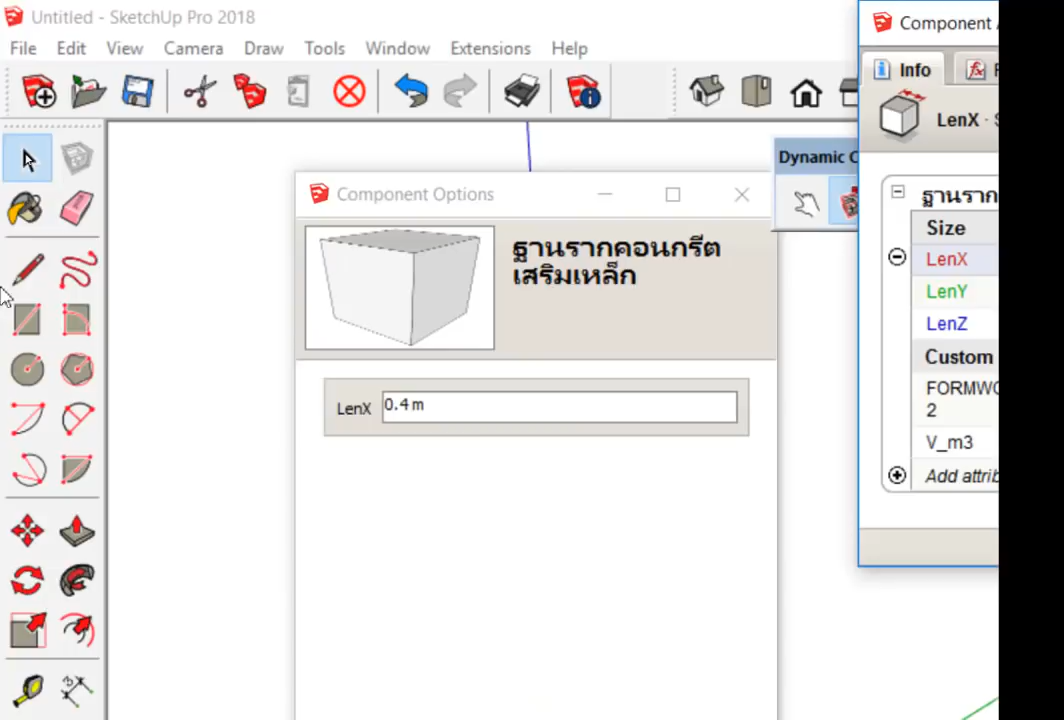 Untitled - SketchUp Pro 2018
File Edit View Camera Draw Tools Window Extensions Help
Component
Info
LenX
Dynamic
Component Options
ฐานรากคอนกรีต
เสริมเหล็ก
LenX 0.4 m
ฐานราก
Size
LenX
LenY
LenZ
Custom
FORMWO
2
V_m3
Add attrib